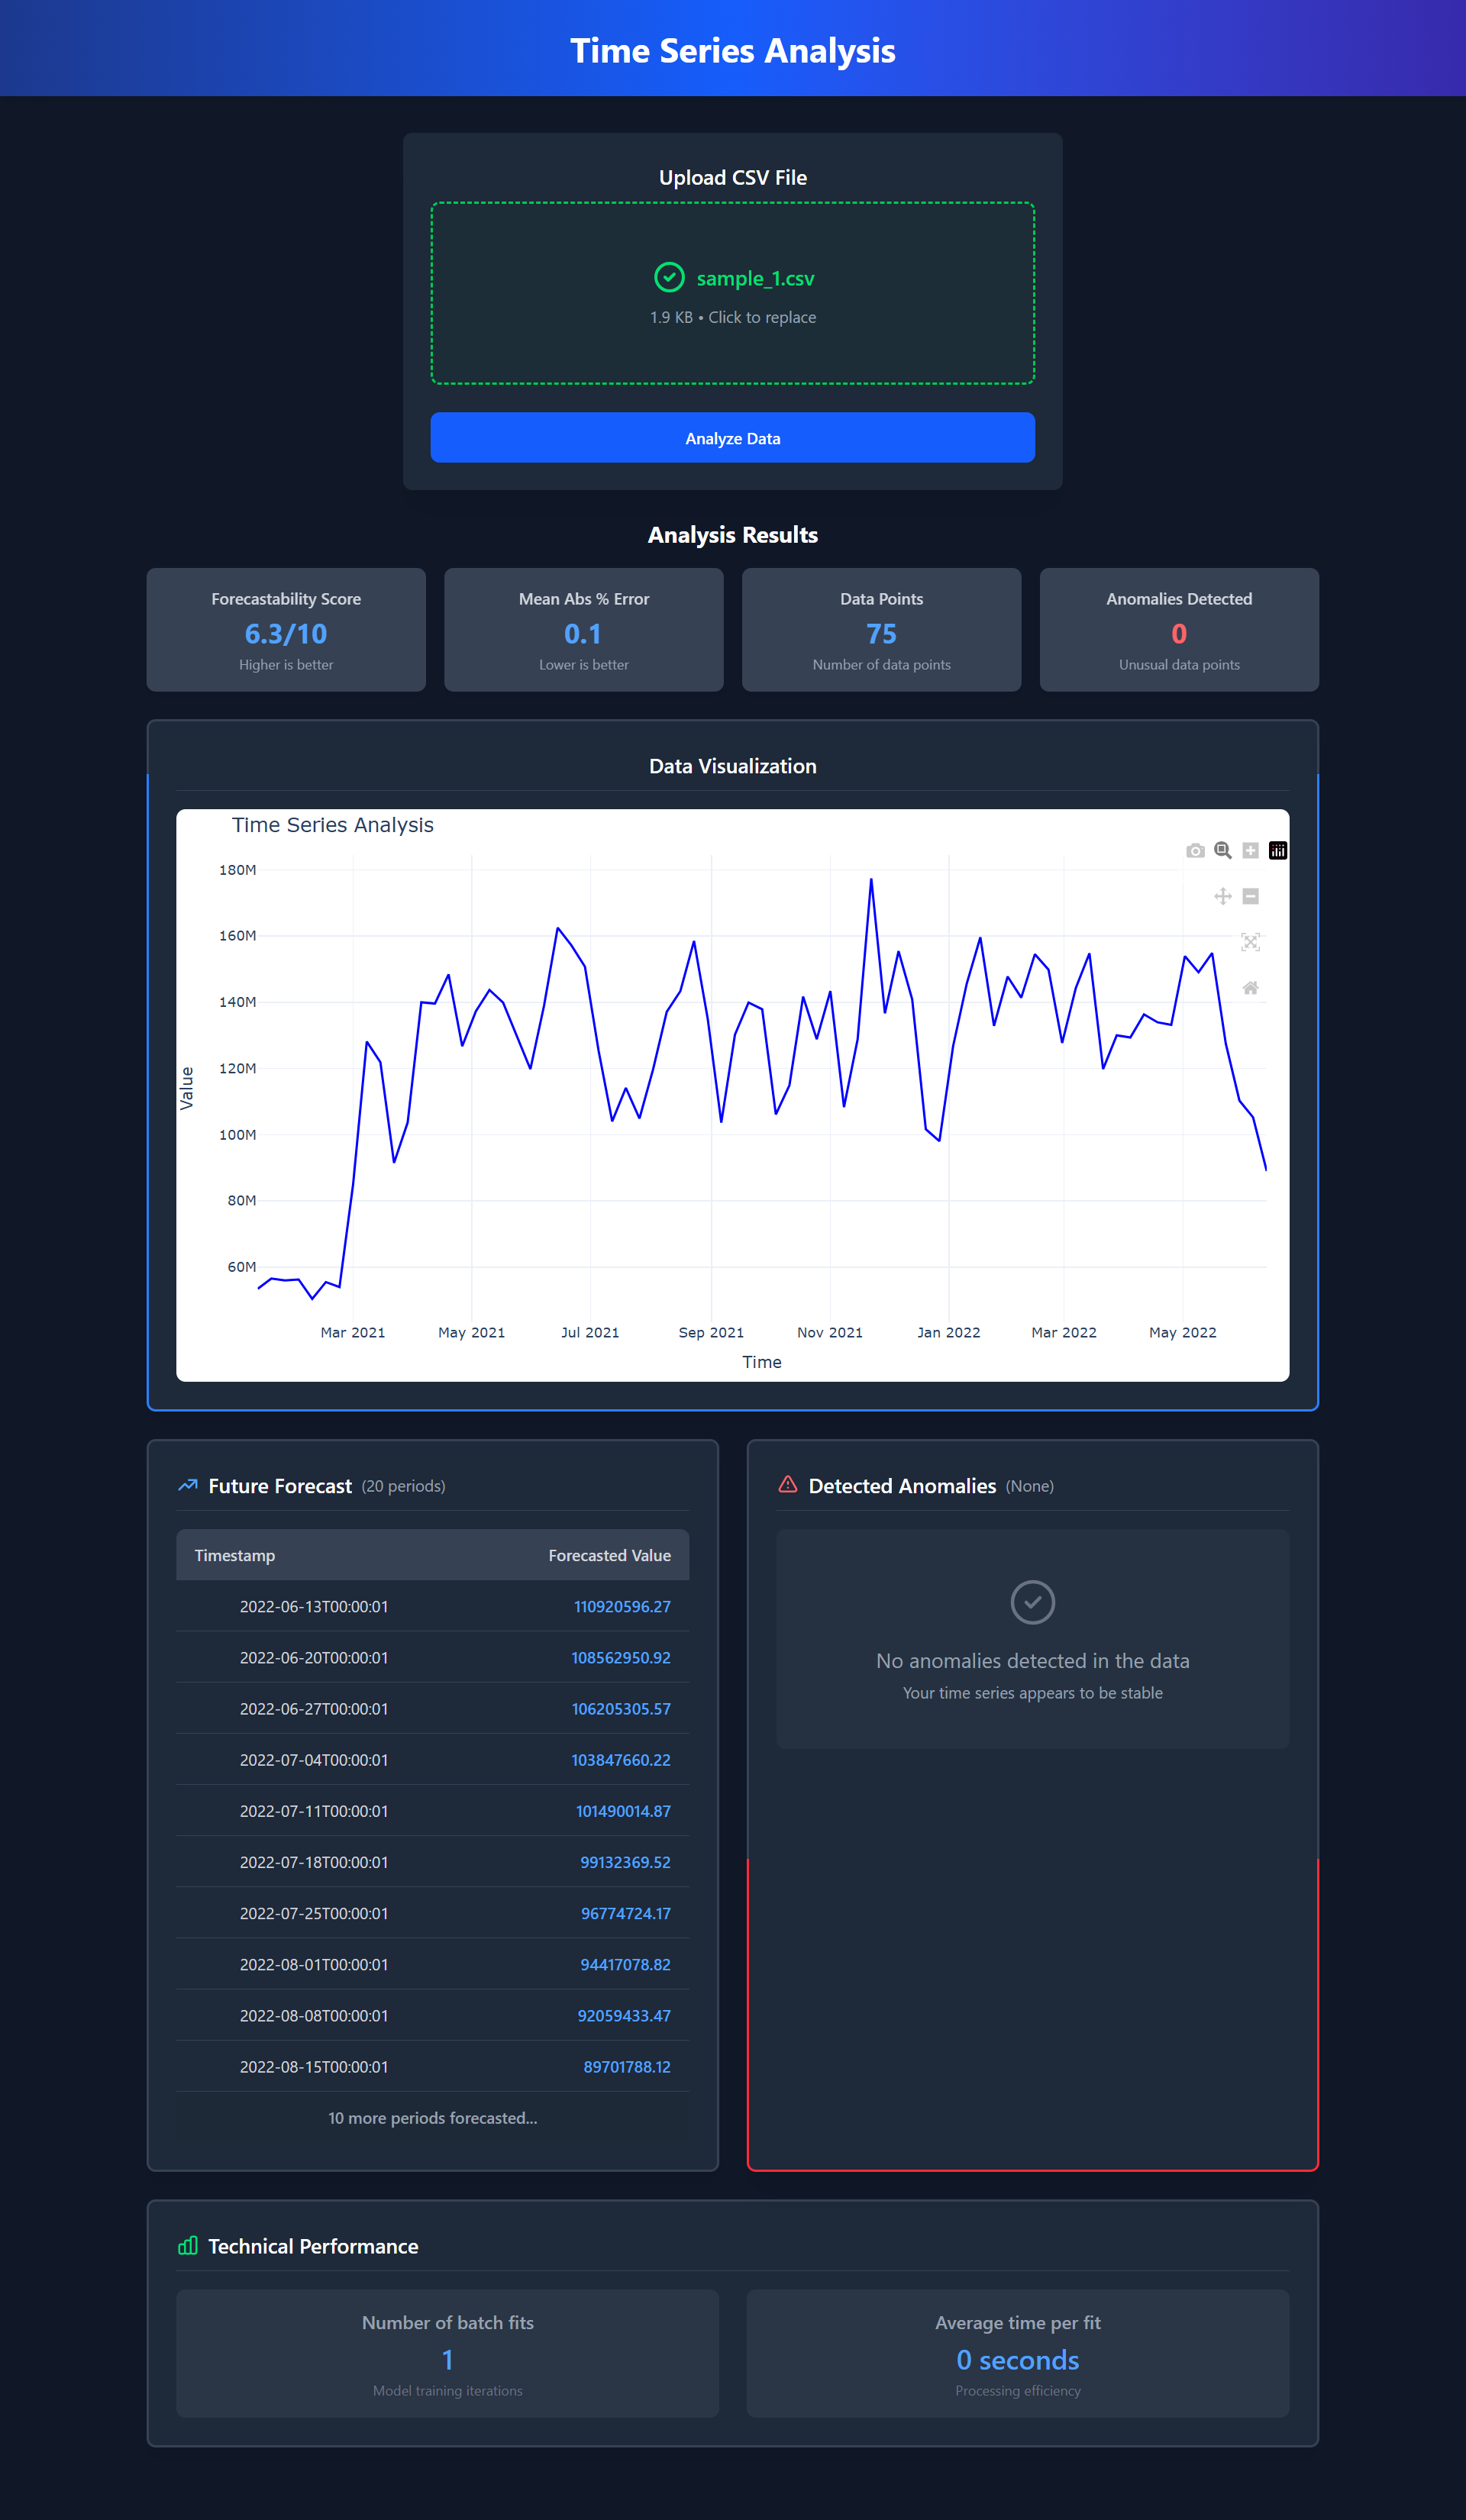 Time Series Analysis
Upload CSV File
sample_1.csv
1.9 KB • Click to replace
Analyze Data
Analysis Results
Forecastability Score
6.3/10
Higher is better
Mean Abs % Error
0.1
Lower is better
Data Points
75
Number of data points
Anomalies Detected
0
Unusual data points
Data Visualization
Time Series Analysis
180M
160M
140M
120M
100M
80M
60M
Value
Mar 2021 May 2021 Jul 2021 Sep 2021 Nov 2021 Jan 2022 Mar 2022 May 2022
Time
Future Forecast (20 periods)
Timestamp Forecasted Value
2022-06-13T00:00:01 110920596.27
2022-06-20T00:00:01 108562950.92
2022-06-27T00:00:01 106205305.57
2022-07-04T00:00:01 103847660.22
2022-07-11T00:00:01 101490014.87
2022-07-18T00:00:01 99132369.52
2022-07-25T00:00:01 96774724.17
2022-08-01T00:00:01 94417078.82
2022-08-08T00:00:01 92059433.47
2022-08-15T00:00:01 89701788.12
10 more periods forecasted...
Detected Anomalies (None)
No anomalies detected in the data
Your time series appears to be stable
Technical Performance
Number of batch fits
1
Model training iterations
Average time per fit
0 seconds
Processing efficiency